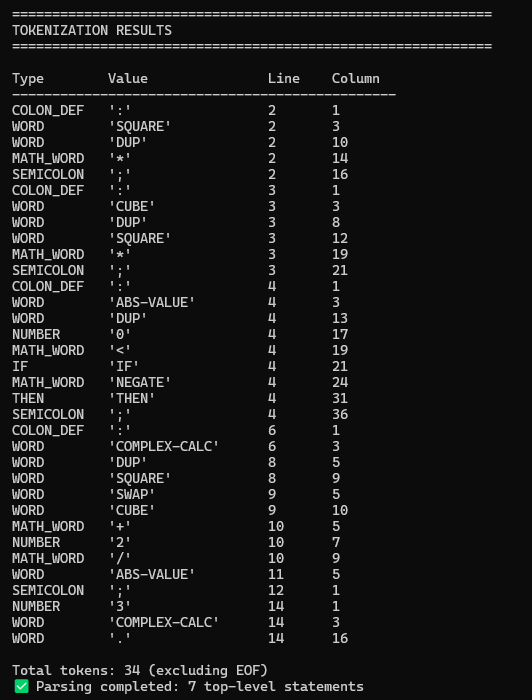 ============================================================
TOKENIZATION RESULTS
============================================================
Type        Value               Line    Column
------------------------------------------------
COLON_DEF   ':'                 2       1
WORD        'SQUARE'            2       3
WORD        'DUP'               2       10
MATH_WORD   '*'                 2       14
SEMICOLON   ';'                 2       16
COLON_DEF   ':'                 3       1
WORD        'CUBE'              3       3
WORD        'DUP'               3       8
WORD        'SQUARE'            3       12
MATH_WORD   '*'                 3       19
SEMICOLON   ';'                 3       21
COLON_DEF   ':'                 4       1
WORD        'ABS-VALUE'         4       3
WORD        'DUP'               4       13
NUMBER      '0'                 4       17
MATH_WORD   '<'                 4       19
IF          'IF'                4       21
MATH_WORD   'NEGATE'            4       24
THEN        'THEN'              4       31
SEMICOLON   ';'                 4       36
COLON_DEF   ':'                 6       1
WORD        'COMPLEX-CALC'      6       3
WORD        'DUP'               8       5
WORD        'SQUARE'            8       9
WORD        'SWAP'              9       5
WORD        'CUBE'              9       10
MATH_WORD   '+'                 10      5
NUMBER      '2'                 10      7
MATH_WORD   '/'                 10      9
WORD        'ABS-VALUE'         11      5
SEMICOLON   ';'                 12      1
NUMBER      '3'                 14      1
WORD        'COMPLEX-CALC'      14      3
WORD        '.'                 14      16
Total tokens: 34 (excluding EOF)
✅ Parsing completed: 7 top-level statements